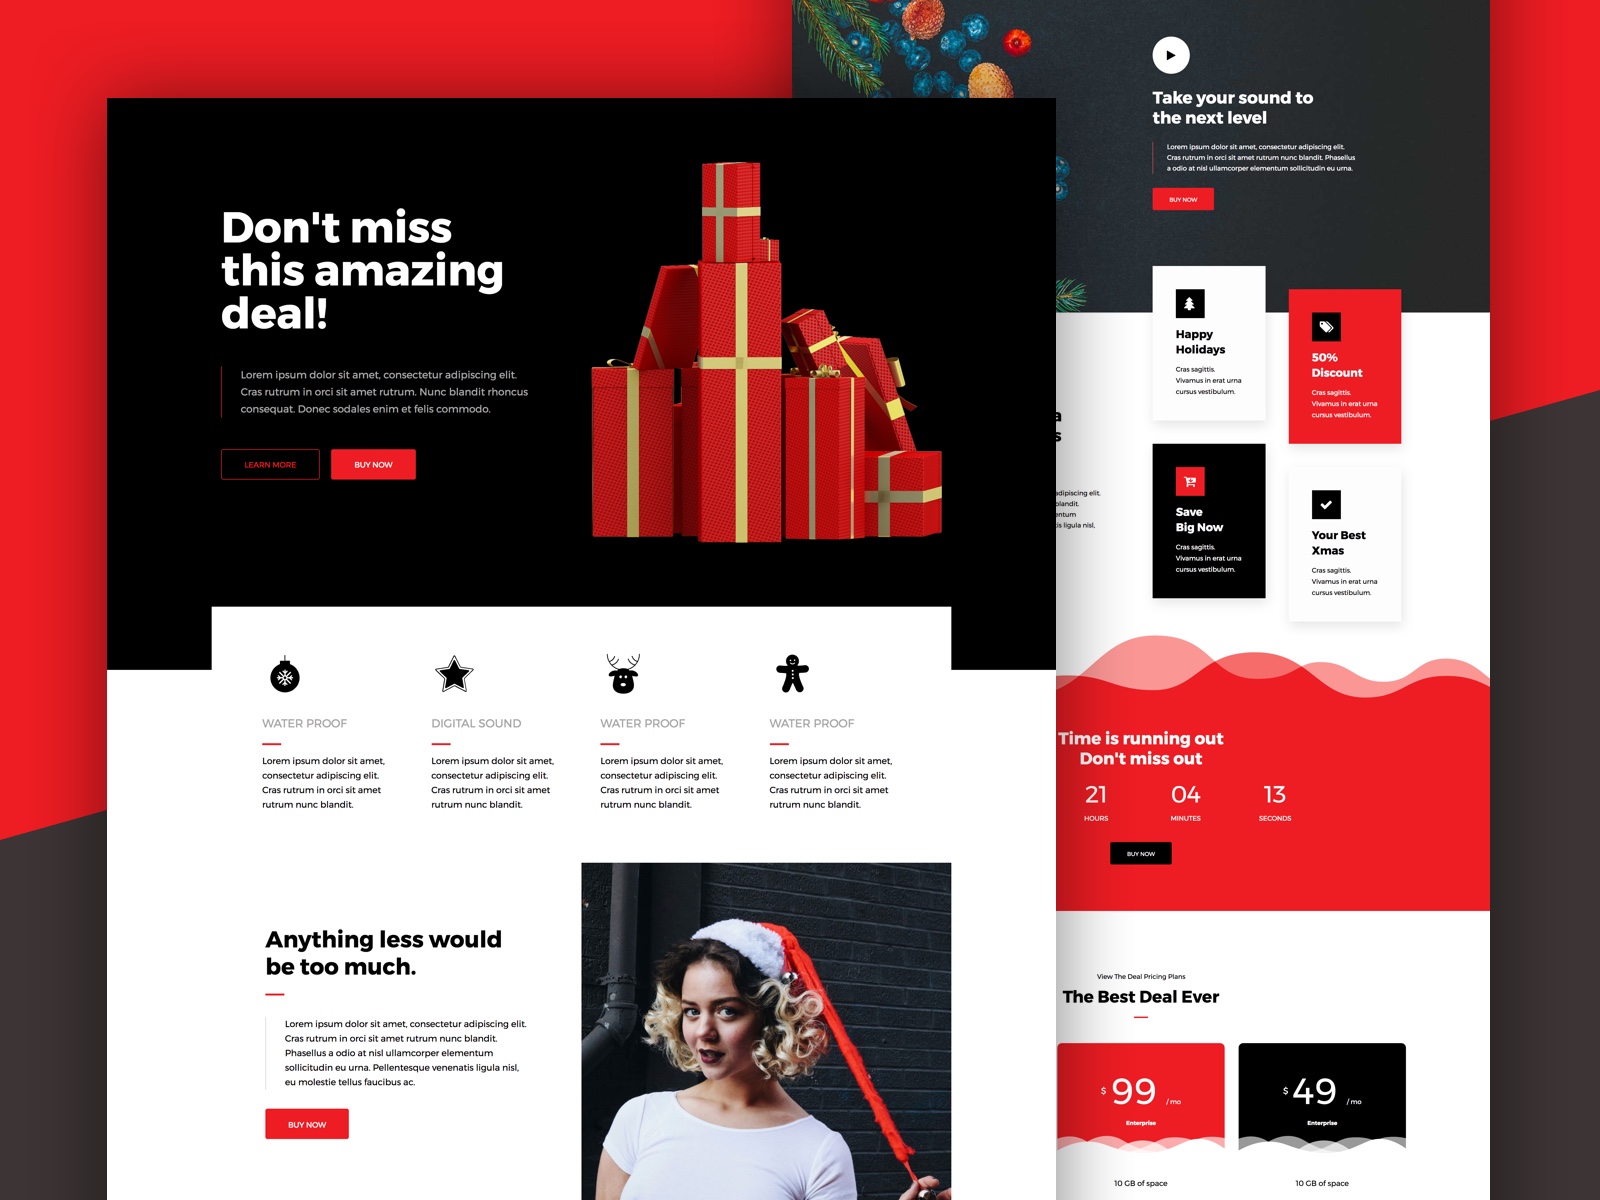 Don't miss
this amazing
deal!
Lorem ipsum dolor sit amet, consectetur adipiscing elit.
Cras rutrum in orci sit amet rutrum. Nunc blandit rhoncus
consequat. Donec sodales enim et felis commodo.
LEARN MORE
BUY NOW
WATER PROOF
Lorem ipsum dolor sit amet,
consectetur adipiscing elit.
Cras rutrum in orci sit amet
rutrum nunc blandit.
DIGITAL SOUND
Lorem ipsum dolor sit amet,
consectetur adipiscing elit.
Cras rutrum in orci sit amet
rutrum nunc blandit.
WATER PROOF
Lorem ipsum dolor sit amet,
consectetur adipiscing elit.
Cras rutrum in orci sit amet
rutrum nunc blandit.
WATER PROOF
Lorem ipsum dolor sit amet,
consectetur adipiscing elit.
Cras rutrum in orci sit amet
rutrum nunc blandit.
Anything less would
be too much.
Lorem ipsum dolor sit amet, consectetur adipiscing elit.
Cras rutrum in orci sit amet rutrum nunc blandit.
Phasellus a odio at nisl ullamcorper elementum
sollicitudin eu urna. Pellentesque venenatis ligula nisl,
eu molestie tellus faucibus ac.
BUY NOW
Take your sound to
the next level
Lorem ipsum dolor sit amet, consectetur adipiscing elit.
Cras rutrum in orci sit amet rutrum nunc blandit. Phasellus
a odio at nisl ullamcorper elementum sollicitudin eu urna.
BUY NOW
a
s
adipiscing elit.
blandit.
entum
is ligula nisl,
Happy
Holidays
Cras sagittis.
Vivamus in erat urna
cursus vestibulum.
50%
Discount
Cras sagittis.
Vivamus in erat urna
cursus vestibulum.
Save
Big Now
Cras sagittis.
Vivamus in erat urna
cursus vestibulum.
Your Best
Xmas
Cras sagittis.
Vivamus in erat urna
cursus vestibulum.
Time is running out
Don't miss out
21 04 13
HOURS MINUTES SECONDS
BUY NOW
View The Deal Pricing Plans
The Best Deal Ever
$ 99 / mo
Enterprise
10 GB of space
$ 49 / mo
Enterprise
10 GB of space